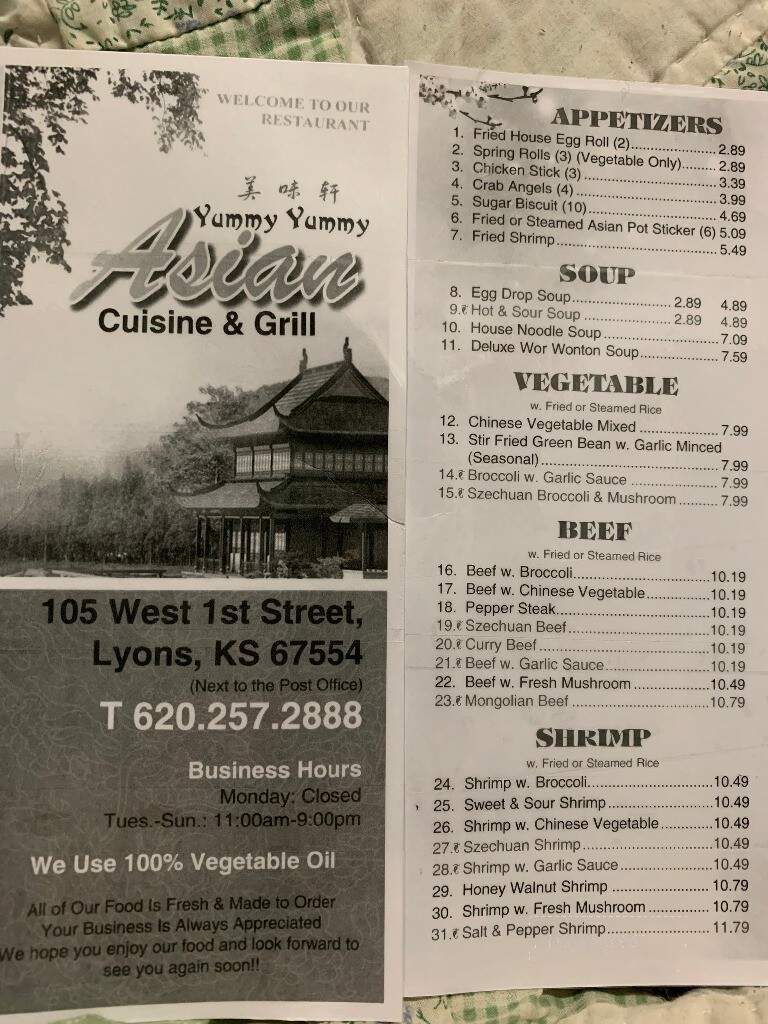 WELCOME TO OUR
RESTAURANT
美味轩
Yummy Yummy
Asian
Cuisine & Grill
105 West 1st Street,
Lyons, KS 67554
(Next to the Post Office)
T 620.257.2888
Business Hours
Monday: Closed
Tues.-Sun.: 11:00am-9:00pm
We Use 100% Vegetable Oil
All of Our Food Is Fresh & Made to Order
Your Business Is Always Appreciated
We hope you enjoy our food and look forward to
see you again soon!!
APPETIZERS
1. Fried House Egg Roll (2)..................2.89
2. Spring Rolls (3) (Vegetable Only)........2.89
3. Chicken Stick (3)............................3.39
4. Crab Angels (4)..............................3.99
5. Sugar Biscuit (10)...........................4.69
6. Fried or Steamed Asian Pot Sticker (6) 5.09
7. Fried Shrimp..................................5.49
SOUP
8. Egg Drop Soup.......................2.89 4.89
9. Hot & Sour Soup ....................2.89 4.89
10. House Noodle Soup........................7.09
11. Deluxe Wor Wonton Soup................7.59
VEGETABLE
w. Fried or Steamed Rice
12. Chinese Vegetable Mixed .................7.99
13. Stir Fried Green Bean w. Garlic Minced
(Seasonal)....................................7.99
14. Broccoli w. Garlic Sauce ..................7.99
15. Szechuan Broccoli & Mushroom .........7.99
BEEF
w. Fried or Steamed Rice
16. Beef w. Broccoli............................10.19
17. Beef w. Chinese Vegetable..............10.19
18. Pepper Steak................................10.19
19. Szechuan Beef..............................10.19
20. Curry Beef....................................10.19
21. Beef w. Garlic Sauce......................10.19
22. Beef w. Fresh Mushroom ................10.49
23. Mongolian Beef .............................10.79
SHRIMP
w. Fried or Steamed Rice
24. Shrimp w. Broccoli.........................10.49
25. Sweet & Sour Shrimp.....................10.49
26. Shrimp w. Chinese Vegetable...........10.49
27. Szechuan Shrimp..........................10.49
28. Shrimp w. Garlic Sauce..................10.49
29. Honey Walnut Shrimp ....................10.79
30. Shrimp w. Fresh Mushroom .............10.79
31. Salt & Pepper Shrimp.....................11.79